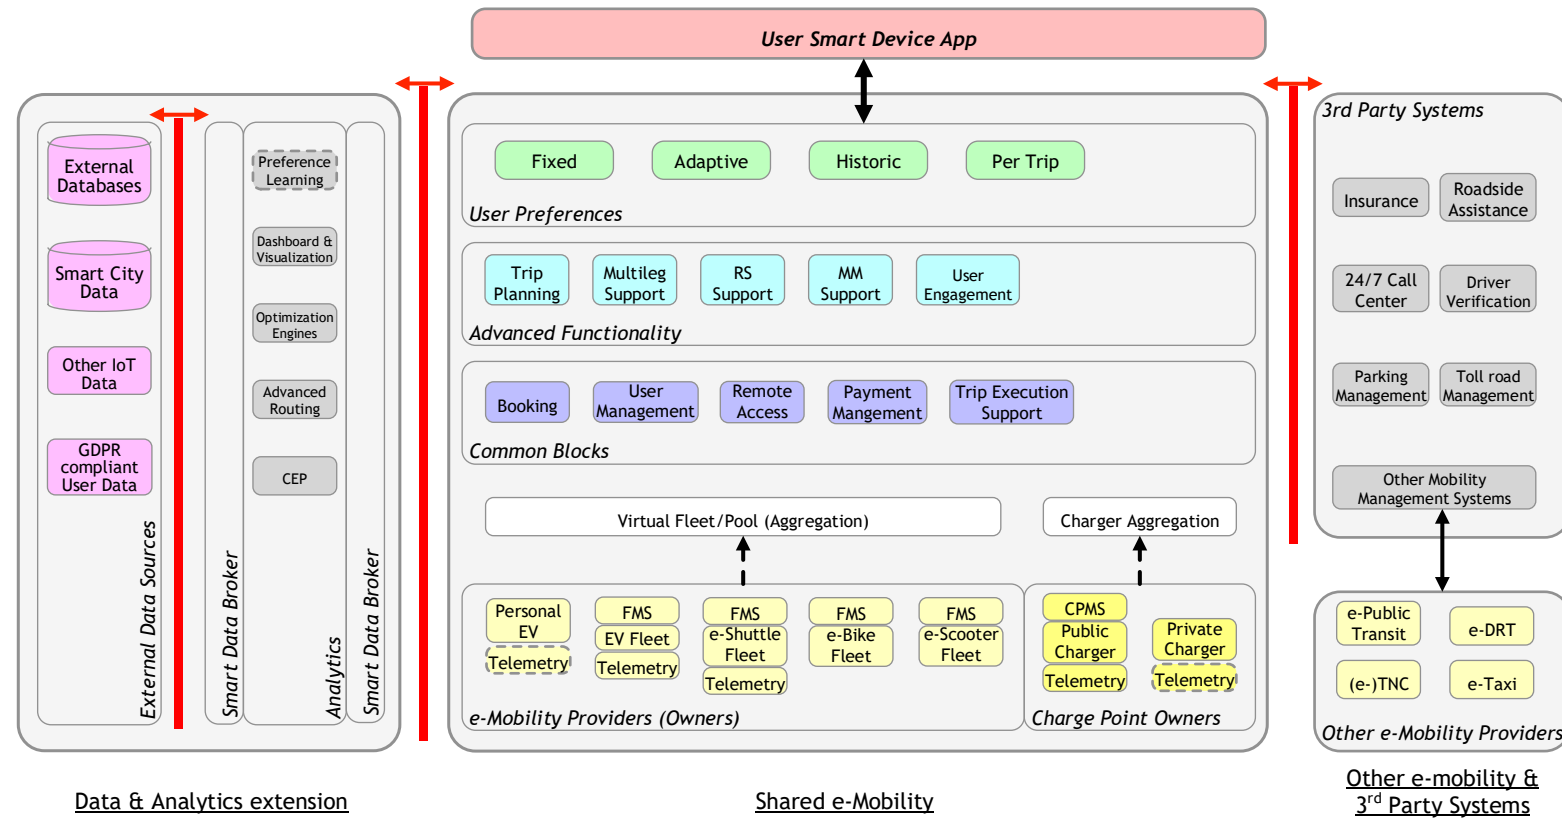 User Smart Device App
External
Databases
Smart City
Data
Other IoT
Data
GDPR
compliant
User Data
External Data Sources
Smart Data Broker
Preference
Learning
Dashboard &
Visualization
Optimization
Engines
Advanced
Routing
CEP
Analytics
Smart Data Broker
Data & Analytics extension
Fixed
Adaptive
Historic
Per Trip
User Preferences
Trip
Planning
Multileg
Support
RS
Support
MM
Support
User
Engagement
Advanced Functionality
Booking
User
Management
Remote
Access
Payment
Mangement
Trip Execution
Support
Common Blocks
Virtual Fleet/Pool (Aggregation)
Charger Aggregation
Personal
EV
Telemetry
FMS
EV Fleet
Telemetry
FMS
e-Shuttle
Fleet
Telemetry
FMS
e-Bike
Fleet
FMS
e-Scooter
Fleet
e-Mobility Providers (Owners)
CPMS
Public
Charger
Telemetry
Private
Charger
Telemetry
Charge Point Owners
Shared e-Mobility
3rd Party Systems
Insurance
Roadside
Assistance
24/7 Call
Center
Driver
Verification
Parking
Management
Toll road
Management
Other Mobility
Management Systems
e-Public
Transit
e-DRT
(e-)TNC
e-Taxi
Other e-Mobility Providers
Other e-mobility &
3rd Party Systems